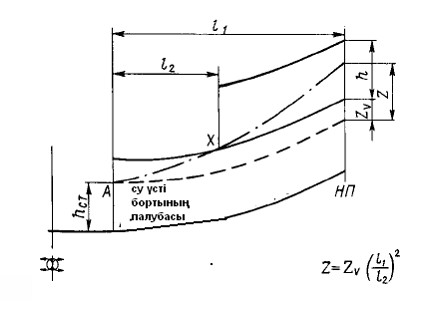 l₁
l₂
h
Z
X
Zᵥ
A
су үсті
бортының
палубасы
НП
hст
Z=Zᵥ (l₁/l₂)²